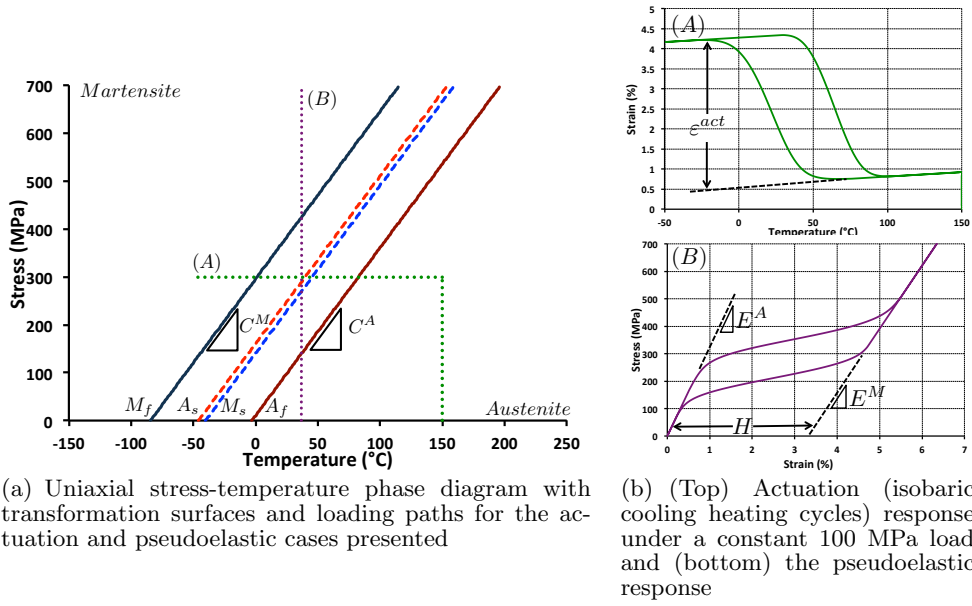 700
600
500
400
300
200
100
0
Stress (MPa)
Martensite
(B)
(A)
C^M
C^A
M_f
A_s
M_s
A_f
Austenite
-150
-100
-50
0
50
100
150
200
250
Temperature (°C)
(a) Uniaxial stress-temperature phase diagram with
transformation surfaces and loading paths for the ac-
tuation and pseudoelastic cases presented
5
4.5
4
3.5
3
2.5
2
1.5
1
0.5
0
Strain (%)
(A)
ε^{act}
-50
0
50
100
150
Temperature (°C)
700
600
500
400
300
200
100
0
Stress (MPa)
(B)
E^A
E^M
H
0
1
2
3
4
5
6
7
Strain (%)
(b) (Top) Actuation (isobaric
cooling heating cycles) response
under a constant 100 MPa load
and (bottom) the pseudoelastic
response